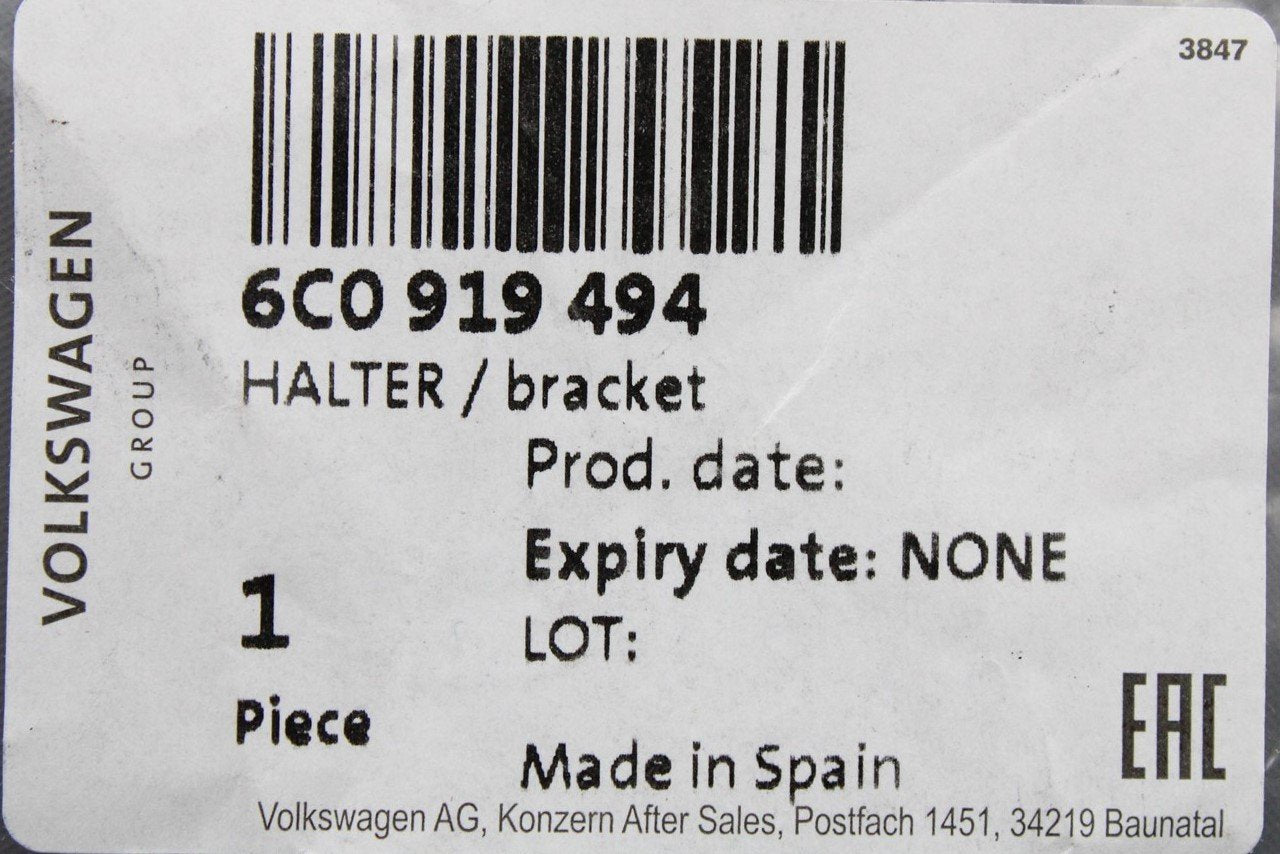 3847
VOLKSWAGEN
GROUP
6C0 919 494
HALTER / bracket
Prod. date:
Expiry date: NONE
1
LOT:
Piece
Made in Spain
EAC
Volkswagen AG, Konzern After Sales, Postfach 1451, 34219 Baunatal